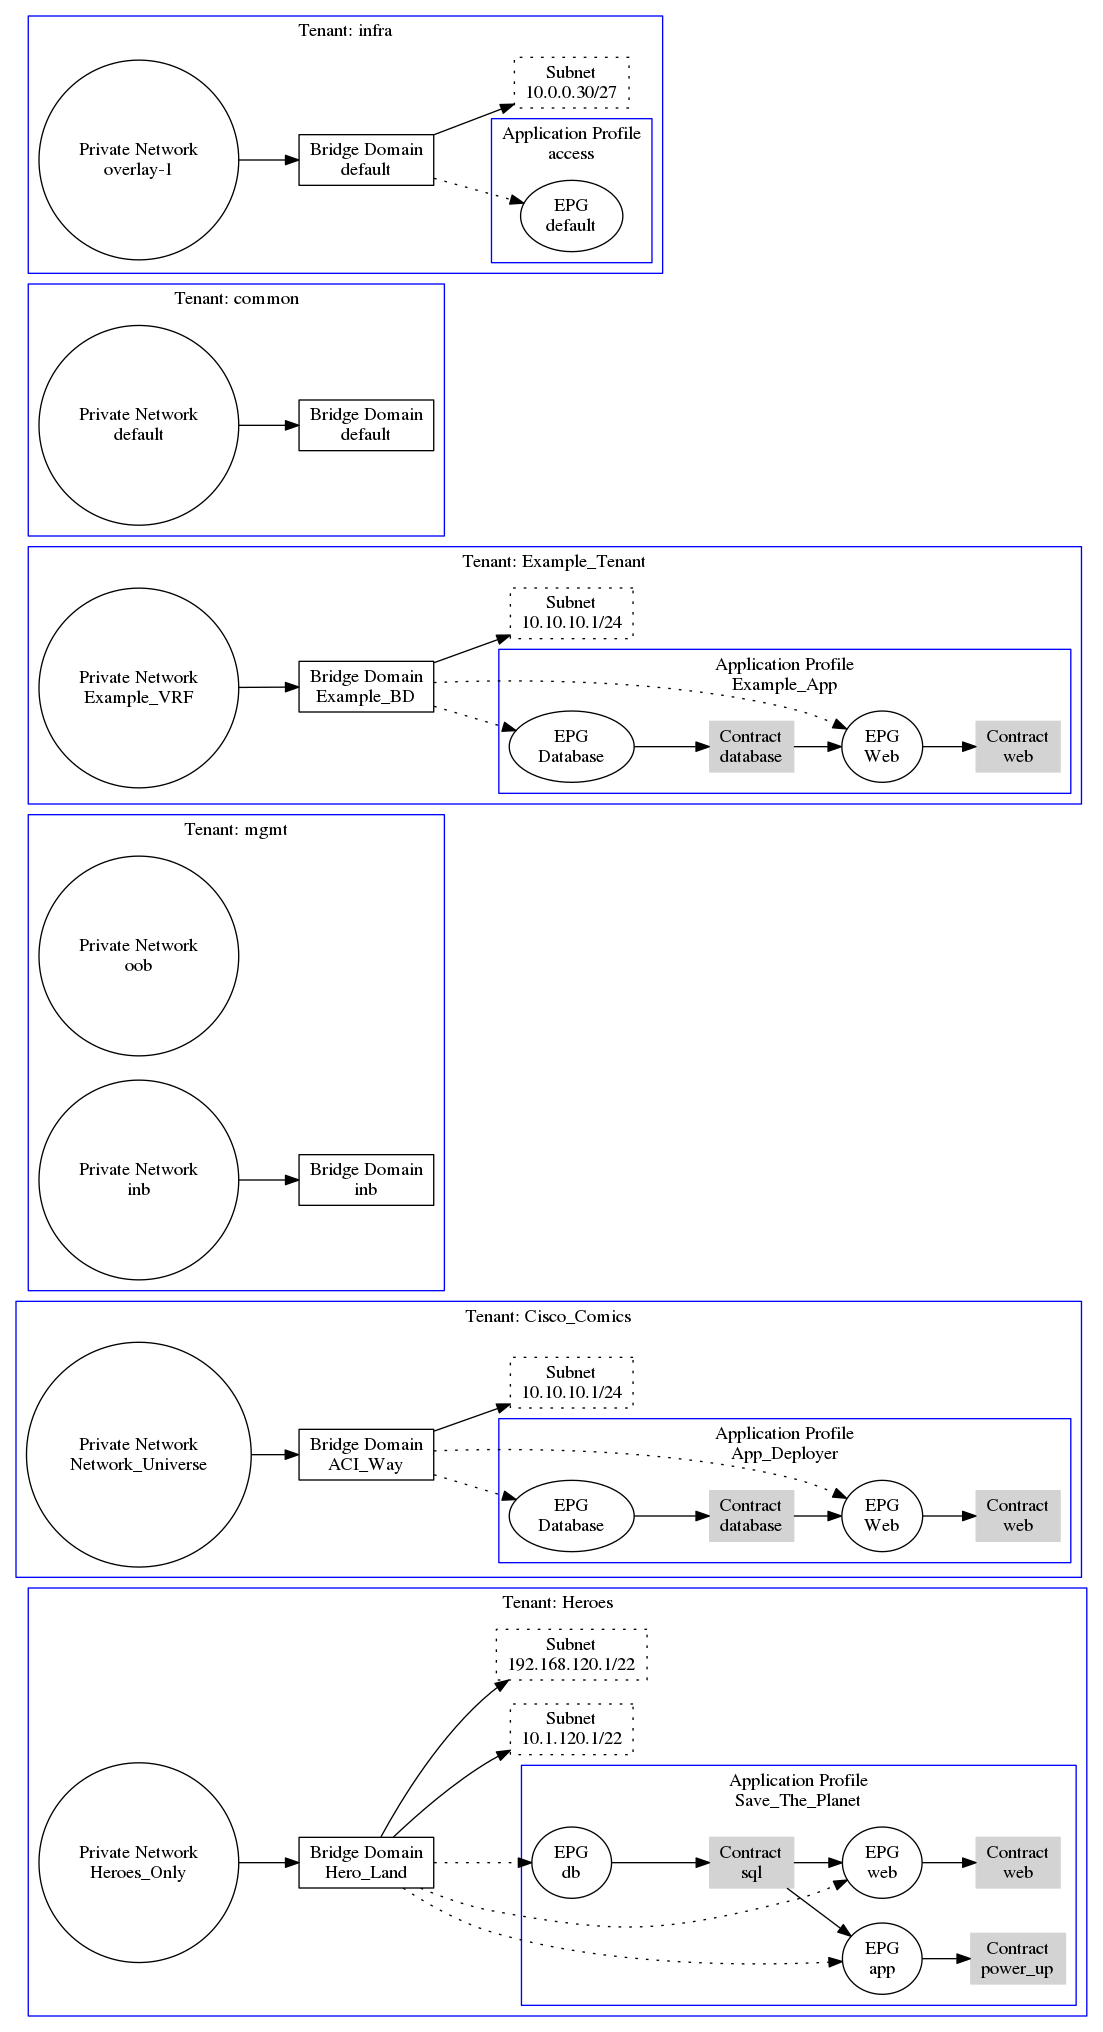 Tenant: infra
Private Network
overlay-1
Bridge Domain
default
Subnet
10.0.0.30/27
Application Profile
access
EPG
default
Tenant: common
Private Network
default
Bridge Domain
default
Tenant: Example_Tenant
Private Network
Example_VRF
Bridge Domain
Example_BD
Subnet
10.10.10.1/24
Application Profile
Example_App
EPG
Database
Contract
database
EPG
Web
Contract
web
Tenant: mgmt
Private Network
oob
Private Network
inb
Bridge Domain
inb
Tenant: Cisco_Comics
Private Network
Network_Universe
Bridge Domain
ACI_Way
Subnet
10.10.10.1/24
Application Profile
App_Deployer
EPG
Database
Contract
database
EPG
Web
Contract
web
Tenant: Heroes
Private Network
Heroes_Only
Bridge Domain
Hero_Land
Subnet
192.168.120.1/22
Subnet
10.1.120.1/22
Application Profile
Save_The_Planet
EPG
db
Contract
sql
EPG
web
Contract
web
EPG
app
Contract
power_up